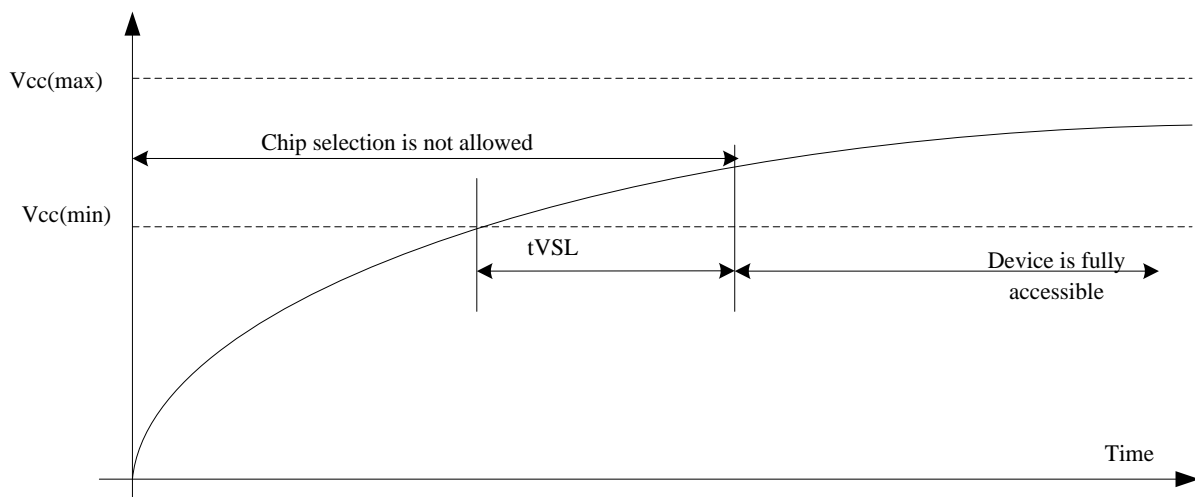 Vcc(max)
Chip selection is not allowed
Vcc(min)
tVSL
Device is fully
accessible
Time